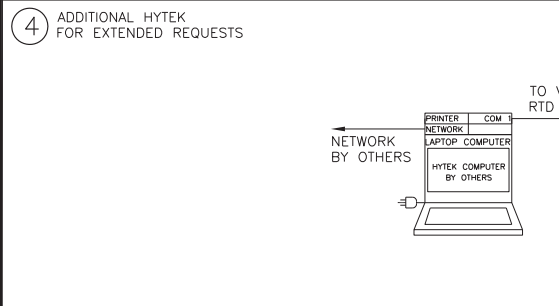 4
ADDITIONAL HYTEK
FOR EXTENDED REQUESTS
TO
RTD
PRINTER COM 1
NETWORK
LAPTOP COMPUTER
NETWORK
BY OTHERS
HYTEK COMPUTER
BY OTHERS